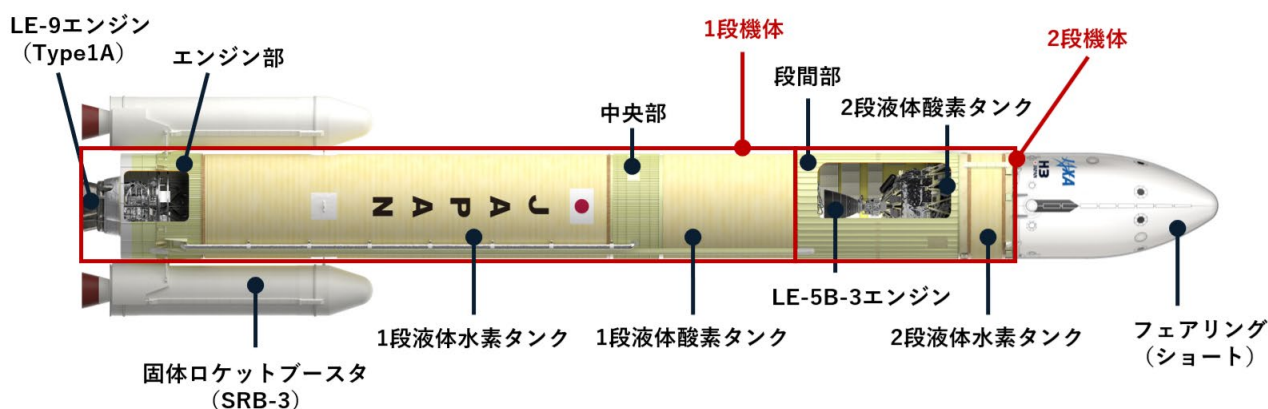 LE-9エンジン
（Type1A）
エンジン部
1段機体
2段機体
段間部
中央部
2段液体酸素タンク
JAPAN
JAXA
H3
LE-5B-3エンジン
1段液体水素タンク
1段液体酸素タンク
2段液体水素タンク
フェアリング
（ショート）
固体ロケットブースタ
（SRB-3）